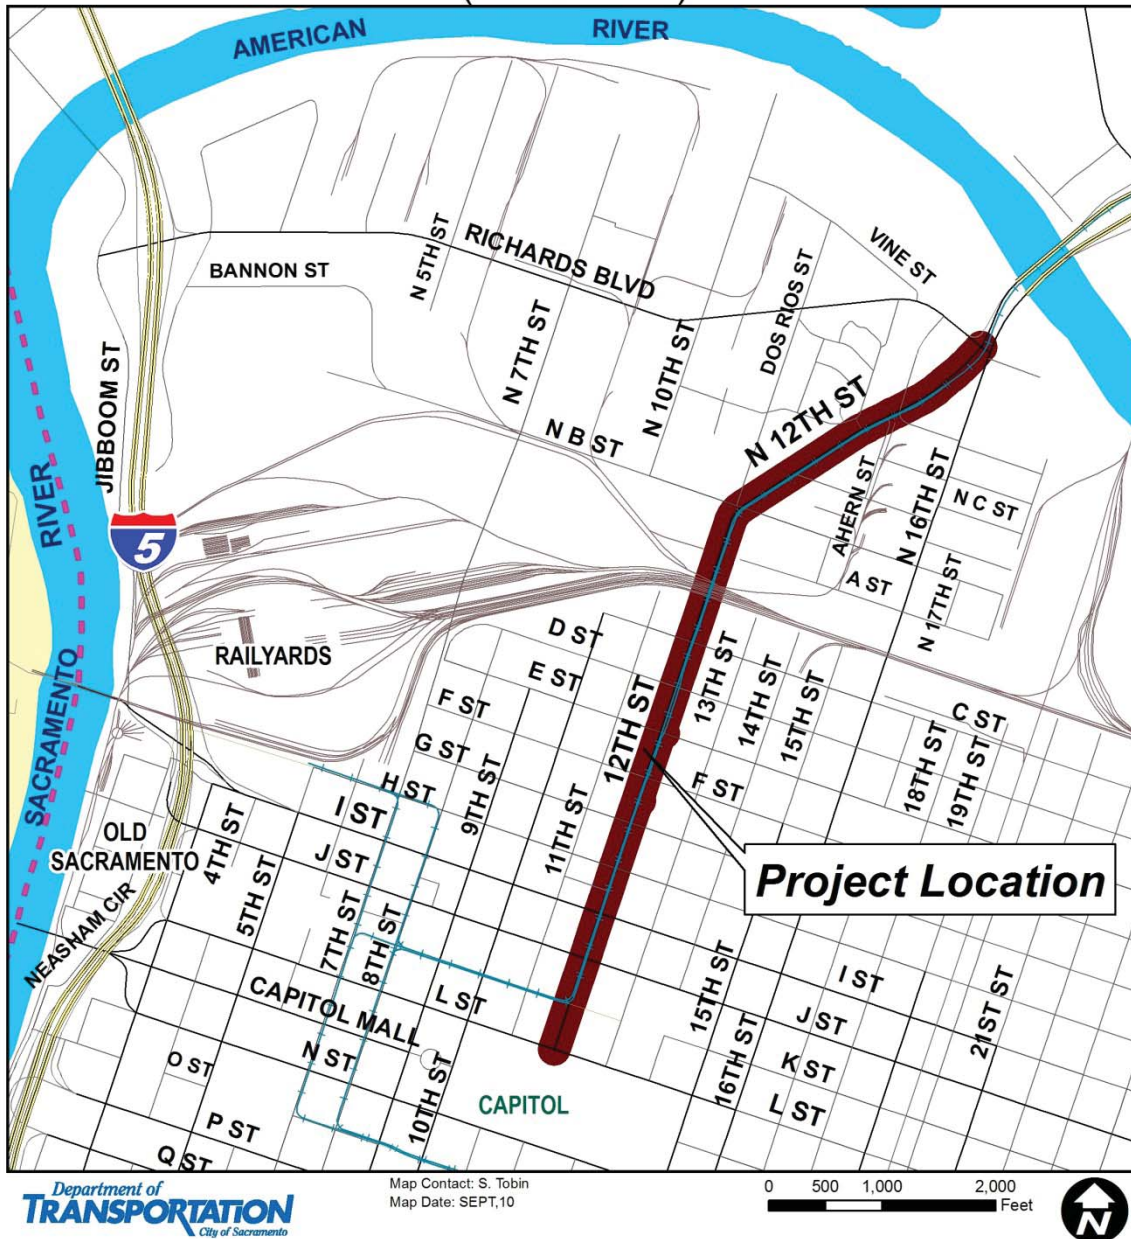 AMERICAN
RIVER
N 5TH ST
RICHARDS BLVD
VINE ST
BANNON ST
DOS RIOS ST
N 7TH ST
N 10TH ST
JIBBOOM ST
N 12TH ST
N B ST
RIVER
AHERN ST
N 16TH ST
N C ST
5
A ST
N 17TH ST
D ST
RAILYARDS
E ST
13TH ST
14TH ST
15TH ST
SACRAMENTO
F ST
12TH ST
C ST
G ST
18TH ST
19TH ST
H ST
9TH ST
F ST
I ST
11TH ST
OLD
SACRAMENTO
4TH ST
J ST
5TH ST
Project Location
NEASHAM CIR
7TH ST
8TH ST
15TH ST
I ST
21ST ST
CAPITOL MALL
L ST
J ST
O ST
N ST
16TH ST
K ST
10TH ST
CAPITOL
L ST
P ST
Q ST
Department of
TRANSPORTATION
City of Sacramento
Map Contact: S. Tobin
Map Date: SEPT,10
0 500 1,000 2,000
Feet
N